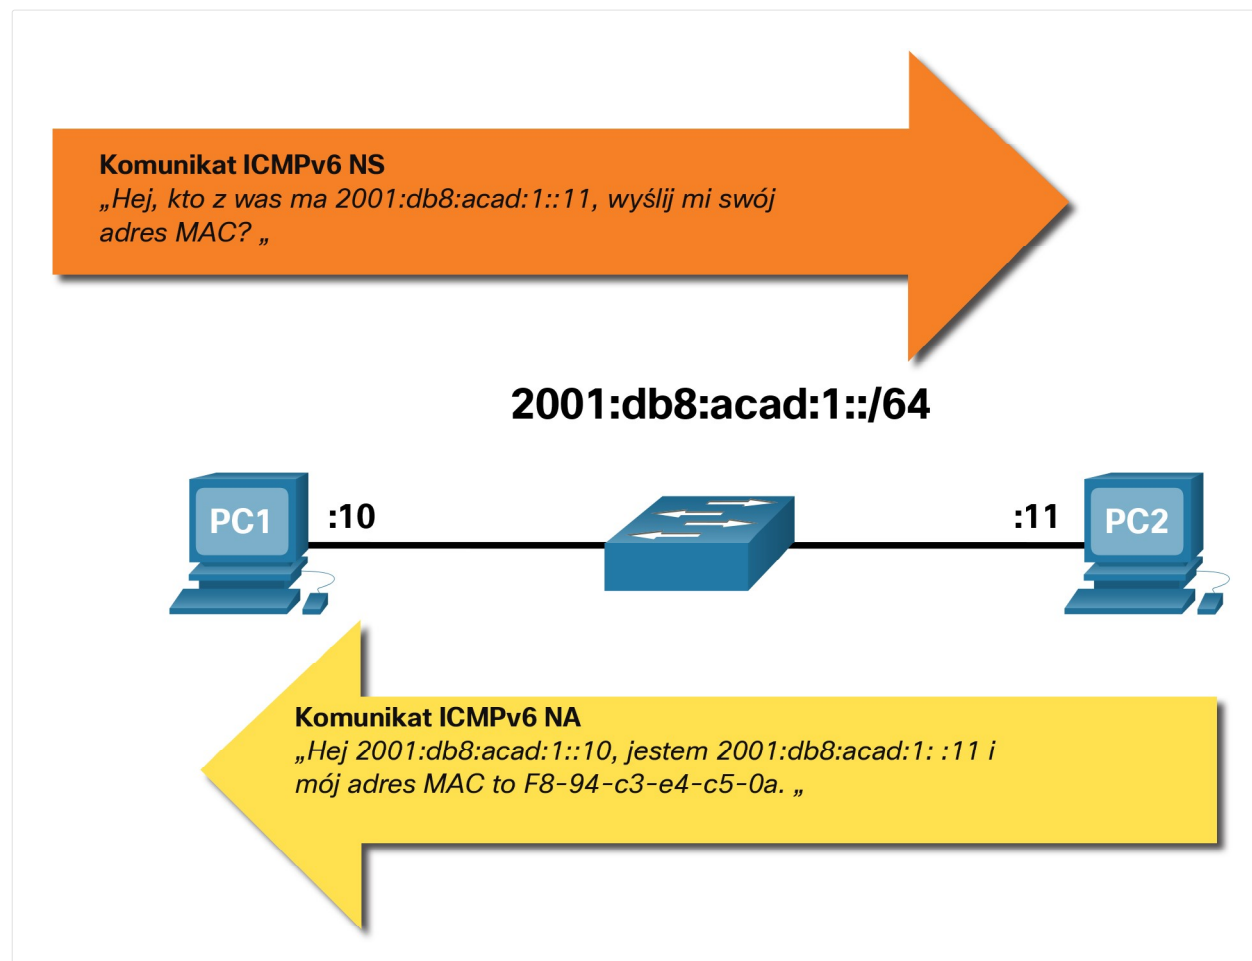 Komunikat ICMPv6 NS
„Hej, kto z was ma 2001:db8:acad:1::11, wyślij mi swój
adres MAC? „
2001:db8:acad:1::/64
PC1
:10
:11
PC2
Komunikat ICMPv6 NA
„Hej 2001:db8:acad:1::10, jestem 2001:db8:acad:1: :11 i
mój adres MAC to F8-94-c3-e4-c5-0a. „